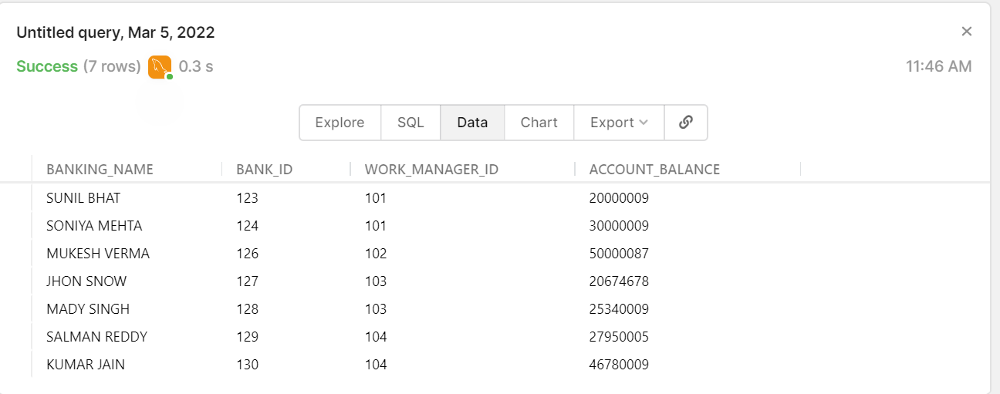 Untitled query, Mar 5, 2022
Success (7 rows) 0.3 s 11:46 AM
Explore SQL Data Chart Export
BANKING_NAME BANK_ID WORK_MANAGER_ID ACCOUNT_BALANCE
SUNIL BHAT 123 101 20000009
SONIYA MEHTA 124 101 30000009
MUKESH VERMA 126 102 50000087
JHON SNOW 127 103 20674678
MADY SINGH 128 103 25340009
SALMAN REDDY 129 104 27950005
KUMAR JAIN 130 104 46780009